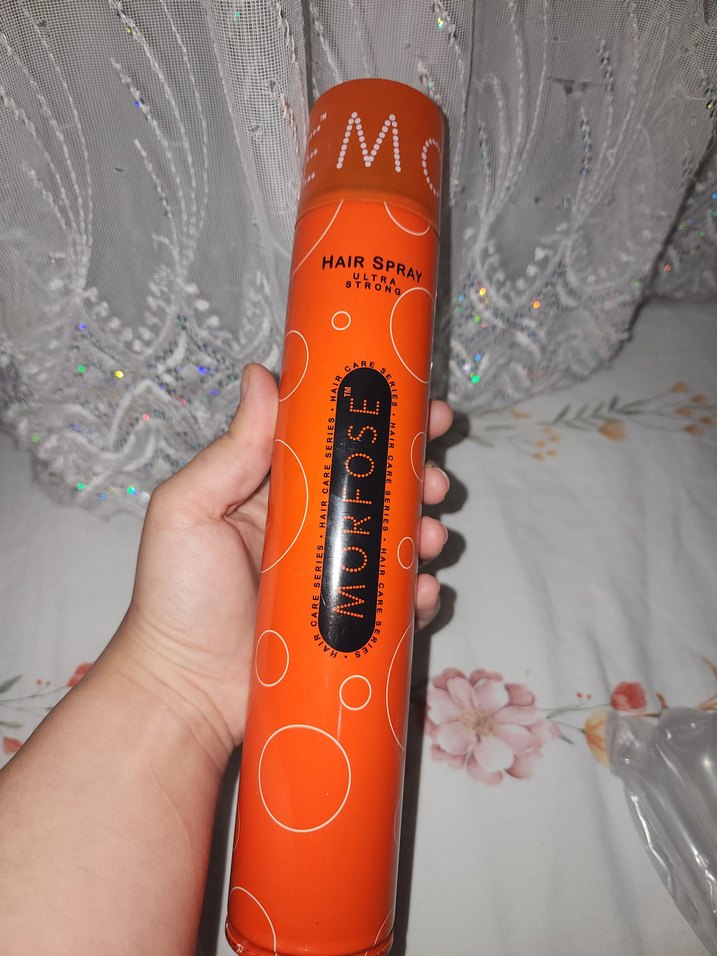 MO
HAIR SPRAY
ULTRA
STRONG
MORFOSE™
HAIR CARE SERIES • HAIR CARE SERIES • HAIR CARE SERIES • HAIR CARE SERIES • HAIR CARE SERIES • HAIR CARE SERIES •